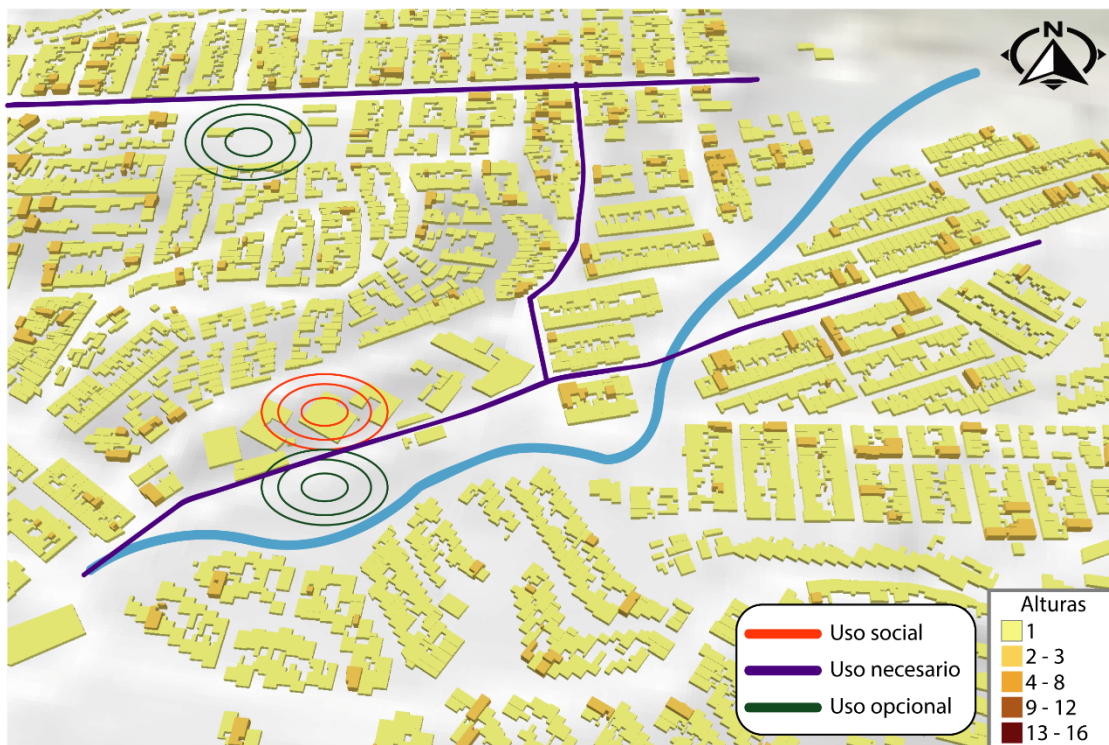 N
Uso social
Uso necesario
Uso opcional
Alturas
1
2 - 3
4 - 8
9 - 12
13 - 16